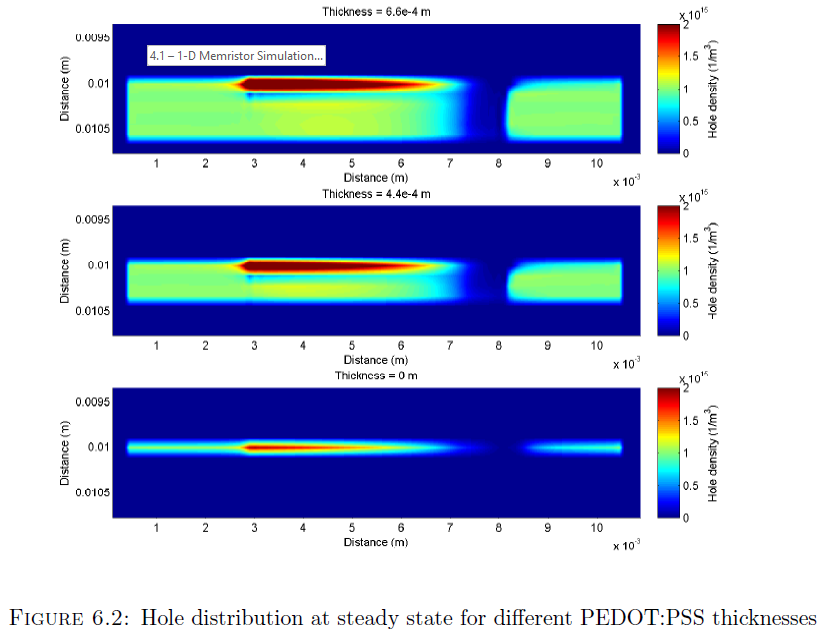 Thickness = 6.6e-4 m
4.1 – 1-D Memristor Simulation...
Distance (m)
0.0095
0.01
0.0105
1 2 3 4 5 6 7 8 9 10
Distance (m)
x 10^-3
x 10^15
2
1.5
1
0.5
0
Hole density (1/m^3)
Thickness = 4.4e-4 m
Distance (m)
0.0095
0.01
0.0105
1 2 3 4 5 6 7 8 9 10
Distance (m)
x 10^-3
x 10^15
2
1.5
1
0.5
0
Hole density (1/m^3)
Thickness = 0 m
Distance (m)
0.0095
0.01
0.0105
1 2 3 4 5 6 7 8 9 10
Distance (m)
x 10^-3
x 10^15
2
1.5
1
0.5
0
Hole density (1/m^3)
FIGURE 6.2: Hole distribution at steady state for different PEDOT:PSS thicknesses